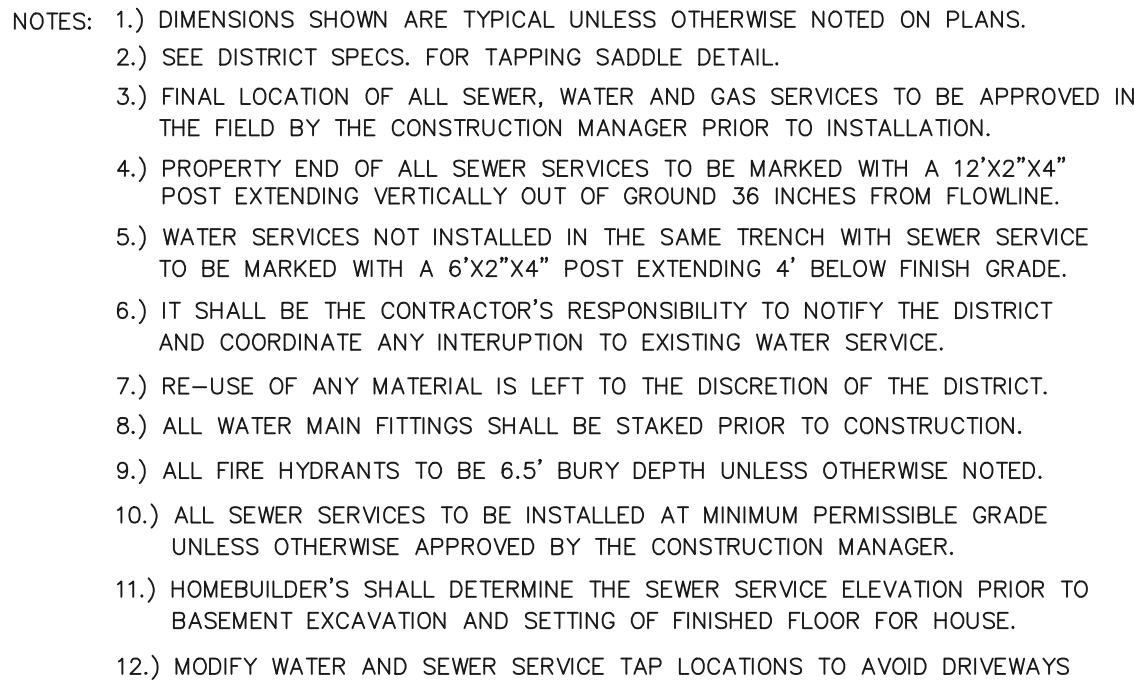 NOTES: 1.) DIMENSIONS SHOWN ARE TYPICAL UNLESS OTHERWISE NOTED ON PLANS.
2.) SEE DISTRICT SPECS. FOR TAPPING SADDLE DETAIL.
3.) FINAL LOCATION OF ALL SEWER, WATER AND GAS SERVICES TO BE APPROVED IN
THE FIELD BY THE CONSTRUCTION MANAGER PRIOR TO INSTALLATION.
4.) PROPERTY END OF ALL SEWER SERVICES TO BE MARKED WITH A 12'X2"X4"
POST EXTENDING VERTICALLY OUT OF GROUND 36 INCHES FROM FLOWLINE.
5.) WATER SERVICES NOT INSTALLED IN THE SAME TRENCH WITH SEWER SERVICE
TO BE MARKED WITH A 6'X2"X4" POST EXTENDING 4' BELOW FINISH GRADE.
6.) IT SHALL BE THE CONTRACTOR'S RESPONSIBILITY TO NOTIFY THE DISTRICT
AND COORDINATE ANY INTERUPTION TO EXISTING WATER SERVICE.
7.) RE-USE OF ANY MATERIAL IS LEFT TO THE DISCRETION OF THE DISTRICT.
8.) ALL WATER MAIN FITTINGS SHALL BE STAKED PRIOR TO CONSTRUCTION.
9.) ALL FIRE HYDRANTS TO BE 6.5' BURY DEPTH UNLESS OTHERWISE NOTED.
10.) ALL SEWER SERVICES TO BE INSTALLED AT MINIMUM PERMISSIBLE GRADE
UNLESS OTHERWISE APPROVED BY THE CONSTRUCTION MANAGER.
11.) HOMEBUILDER'S SHALL DETERMINE THE SEWER SERVICE ELEVATION PRIOR TO
BASEMENT EXCAVATION AND SETTING OF FINISHED FLOOR FOR HOUSE.
12.) MODIFY WATER AND SEWER SERVICE TAP LOCATIONS TO AVOID DRIVEWAYS